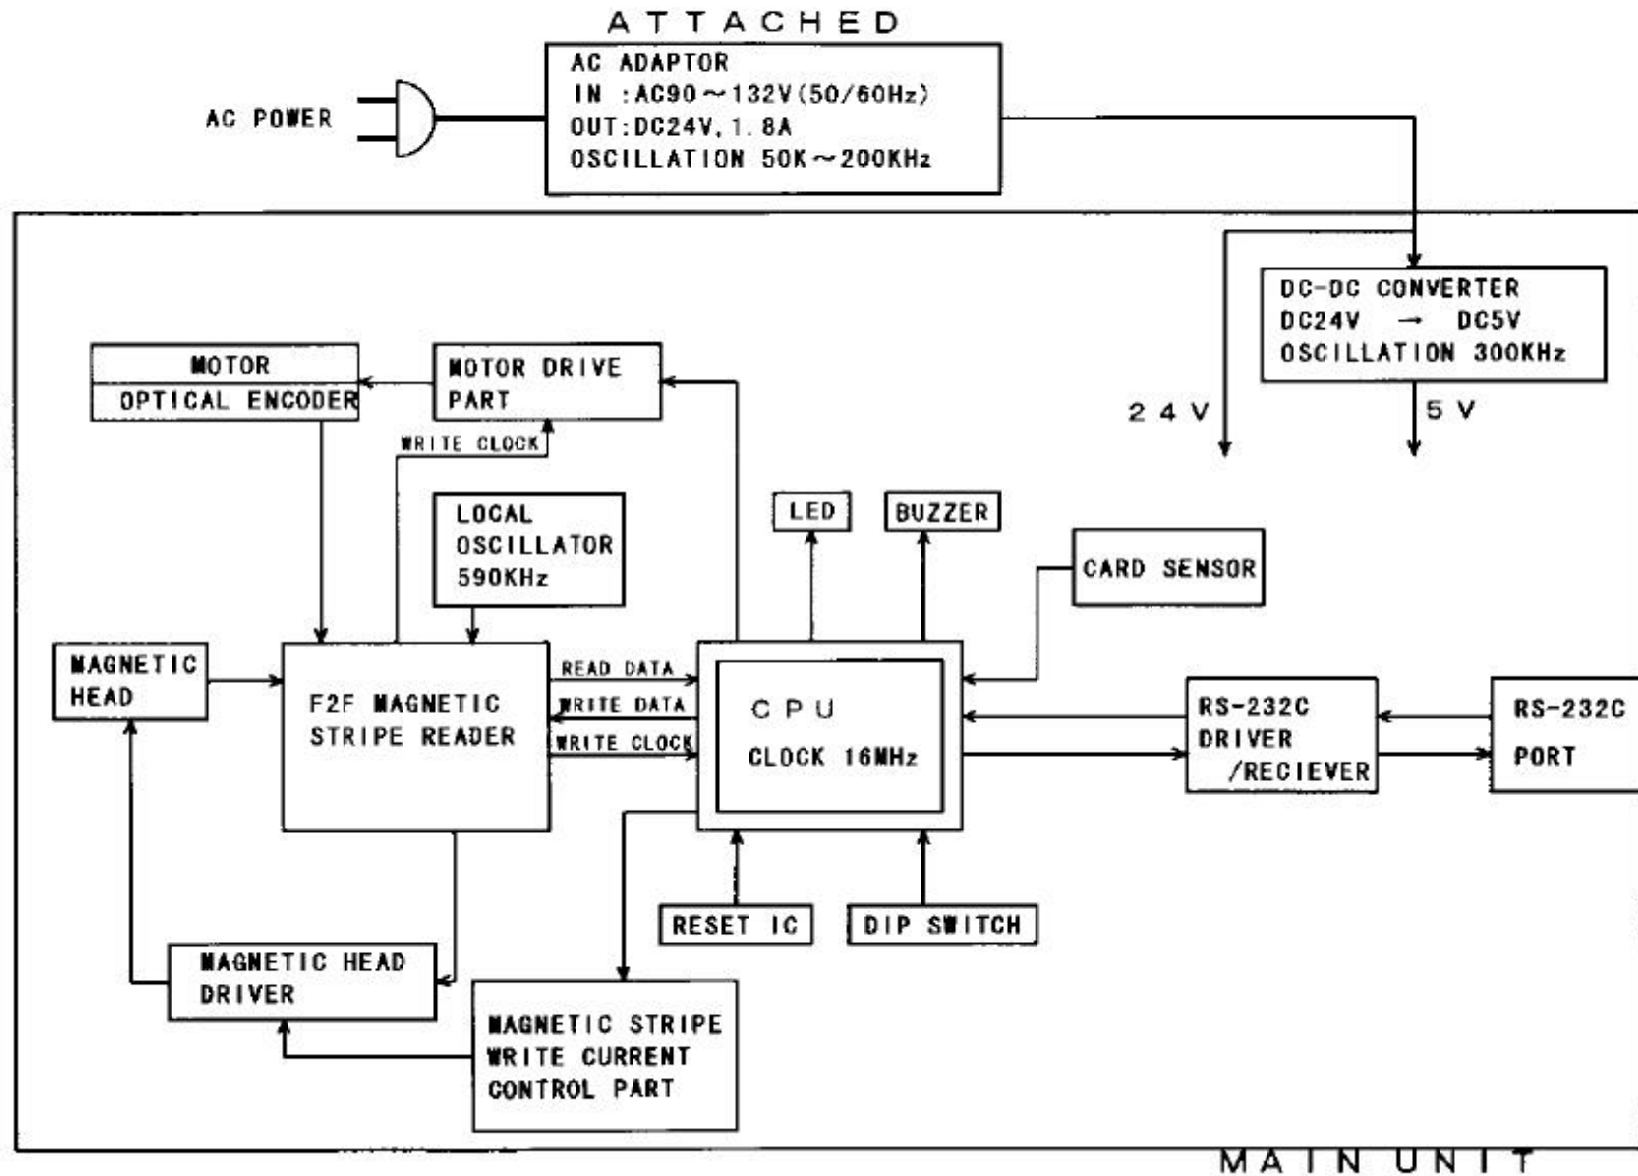 ATTACHED
AC ADAPTOR
IN :AC90～132V(50/60Hz)
OUT:DC24V, 1.8A
OSCILLATION 50K～200KHz
AC POWER
DC-DC CONVERTER
DC24V → DC5V
OSCILLATION 300KHz
24V
5V
MOTOR
OPTICAL ENCODER
MOTOR DRIVE
PART
WRITE CLOCK
LOCAL
OSCILLATOR
590KHz
LED
BUZZER
CARD SENSOR
MAGNETIC
HEAD
F2F MAGNETIC
STRIPE READER
READ DATA
WRITE DATA
WRITE CLOCK
CPU
CLOCK 16MHz
RS-232C
DRIVER
/RECIEVER
RS-232C
PORT
RESET IC
DIP SWITCH
MAGNETIC HEAD
DRIVER
MAGNETIC STRIPE
WRITE CURRENT
CONTROL PART
MAIN UNIT